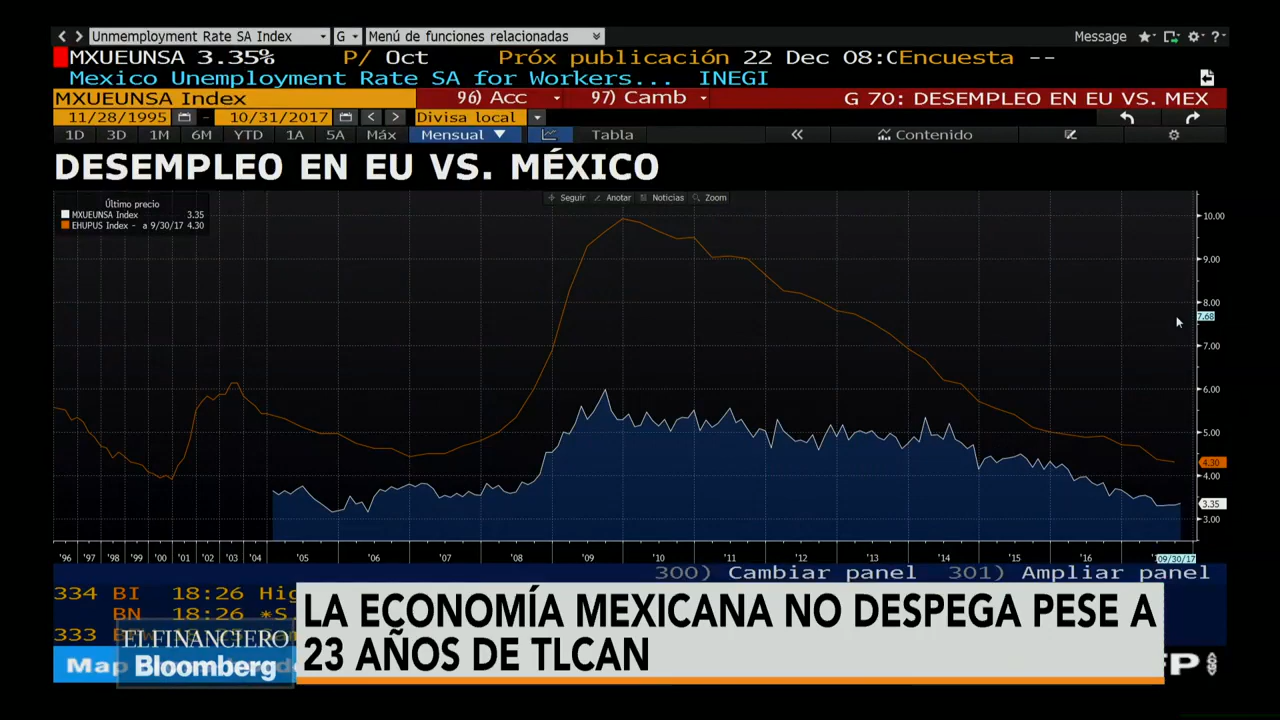 Unmemployment Rate SA Index G Menú de funciones relacionadas Message
MXUEUNSA 3.35% P/ Oct Próx publicación 22 Dec 08:0 Encuesta --
Mexico Unemployment Rate SA for Workers... INEGI
MXUEUNSA Index 96) Acc 97) Camb G 70: DESEMPLEO EN EU VS. MEX
11/28/1995 - 10/31/2017 < > Divisa local
1D 3D 1M 6M YTD 1A 5A Máx Mensual ▼ Tabla « Contenido
DESEMPLEO EN EU VS. MÉXICO
Seguir Anotar Noticias Zoom
Último precio
MXUEUNSA Index 3.35
EHUPUS Index - a 9/30/17 4.30
10.00
9.00
8.00
7.68
7.00
6.00
5.00
4.30
4.00
3.35
3.00
'96 '97 '98 '99 '00 '01 '02 '03 '04 '05 '06 '07 '08 '09 '10 '11 '12 '13 '14 '15 '16 09/30/17
300) Cambiar panel 301) Ampliar panel
334 BI 18:26 Hig
BN 18:26 *S
333
EL FINANCIERO
Bloomberg
LA ECONOMÍA MEXICANA NO DESPEGA PESE A
23 AÑOS DE TLCAN
Map